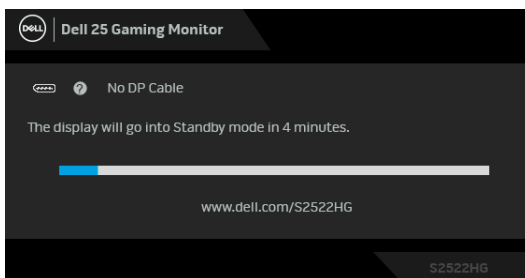 DELL Dell 25 Gaming Monitor
? No DP Cable
The display will go into Standby mode in 4 minutes.
www.dell.com/S2522HG
S2522HG